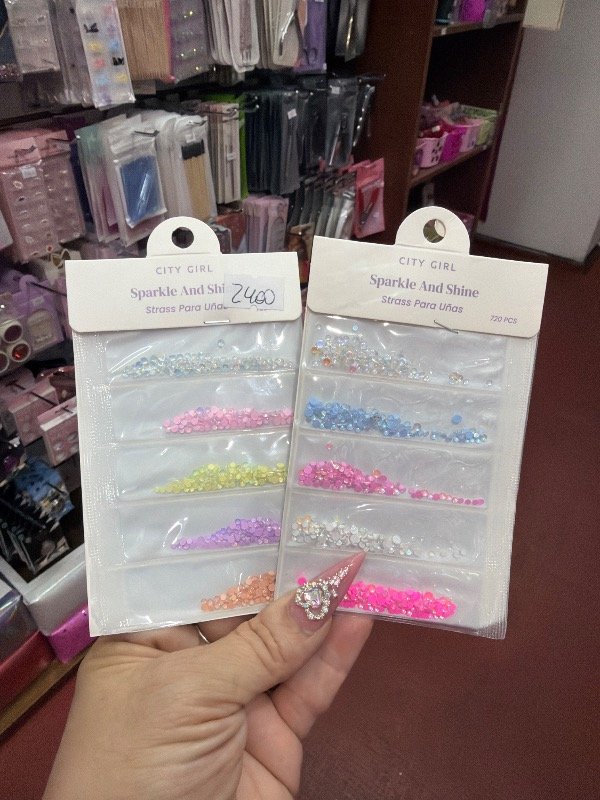 CITY GIRL
Sparkle And Shi
2400
Strass Para Uñas
CITY GIRL
Sparkle And Shine
Strass Para Uñas
720 PCS